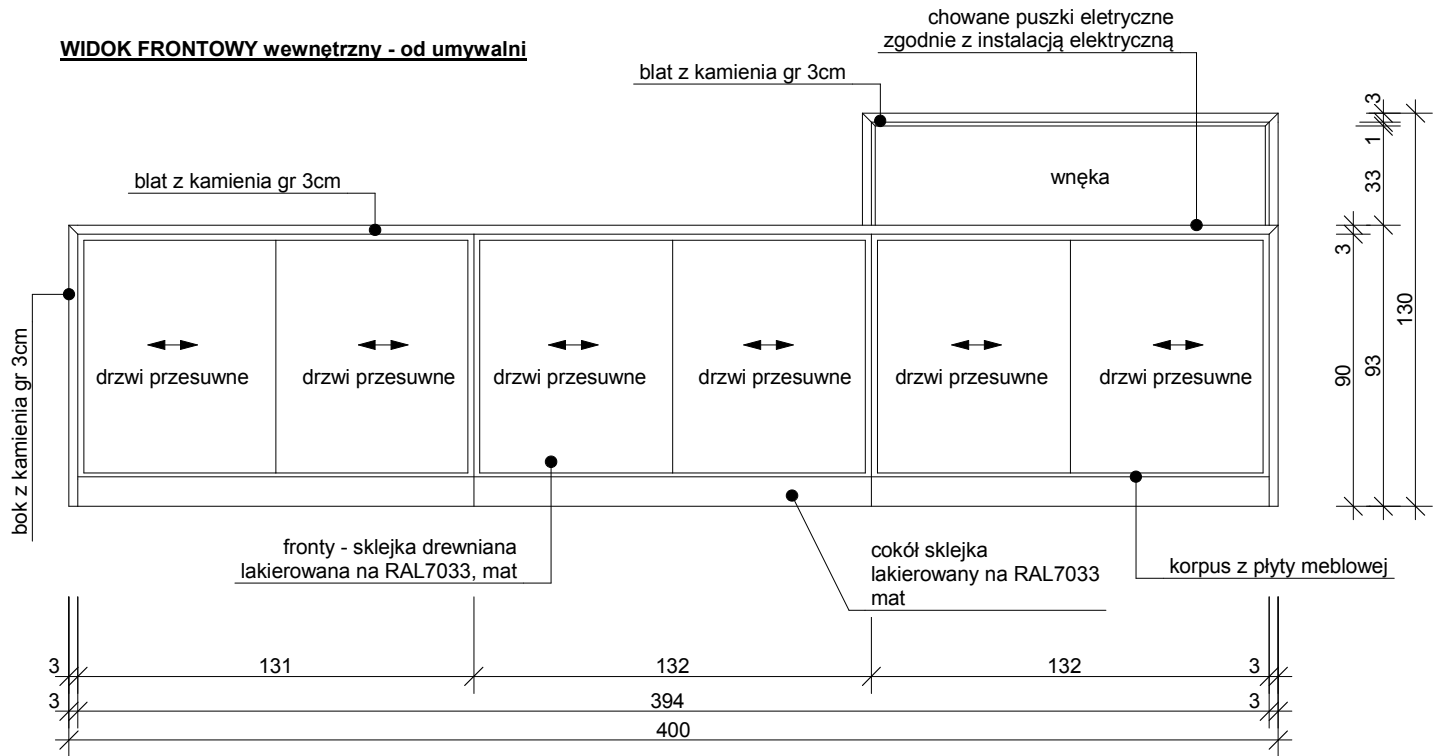 WIDOK FRONTOWY wewnętrzny - od umywalni
chowane puszki eletryczne
zgodnie z instalacją elektryczną
blat z kamienia gr 3cm
blat z kamienia gr 3cm
wnęka
bok z kamienia gr 3cm
drzwi przesuwne
drzwi przesuwne
drzwi przesuwne
drzwi przesuwne
drzwi przesuwne
drzwi przesuwne
3
1
33
3
130
90
93
fronty - sklejka drewniana
lakierowana na RAL7033, mat
cokół sklejka
lakierowany na RAL7033
mat
korpus z płyty meblowej
3
131
132
132
3
3
394
3
400